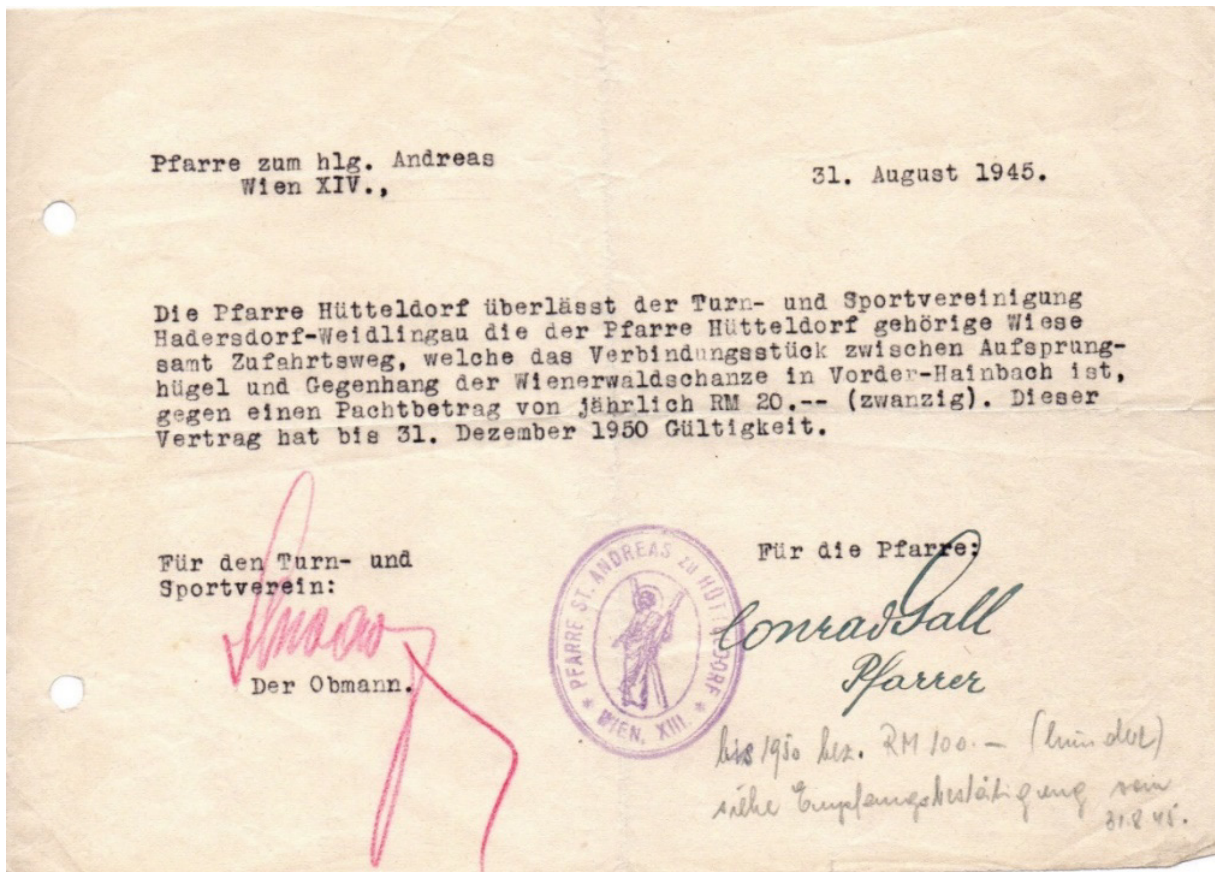 Pfarre zum hlg. Andreas
Wien XIV.,
31. August 1945.
Die Pfarre Hütteldorf überlässt der Turn- und Sportvereinigung
Hadersdorf-Weidlingau die der Pfarre Hütteldorf gehörige Wiese
samt Zufahrtsweg, welche das Verbindungsstück zwischen Aufsprung-
hügel und Gegenhang der Wienerwaldschanze in Vorder-Hainbach ist,
gegen einen Pachtbetrag von jährlich RM 20.-- (zwanzig). Dieser
Vertrag hat bis 31. Dezember 1950 Gültigkeit.
Für den Turn- und
Sportverein:
Der Obmann.
PFARRE ST. ANDREAS ZU HÜTTELDORF
WIEN, XIII.
Für die Pfarre:
Conrad Gall
Pfarrer
bis 1950 bez. RM 100.— (hundert)
siehe Empfangsbestätigung vom
31.8.45.